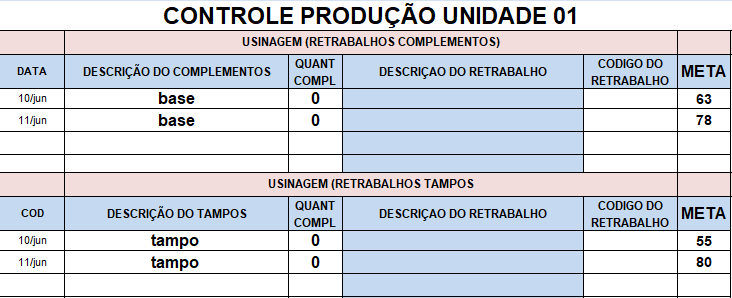 CONTROLE PRODUÇÃO UNIDADE 01
USINAGEM (RETRABALHOS COMPLEMENTOS)
DATA DESCRIÇÃO DO COMPLEMENTOS QUANT COMPL DESCRIÇAO DO RETRABALHO CODIGO DO RETRABALHO META
10/jun base 0 63
11/jun base 0 78
USINAGEM (RETRABALHOS TAMPOS
COD DESCRIÇÃO DO TAMPOS QUANT COMPL DESCRIÇAO DO RETRABALHO CODIGO DO RETRABALHO META
10/jun tampo 0 55
11/jun tampo 0 80